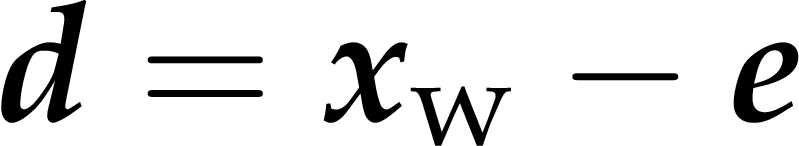 d = x_W − e